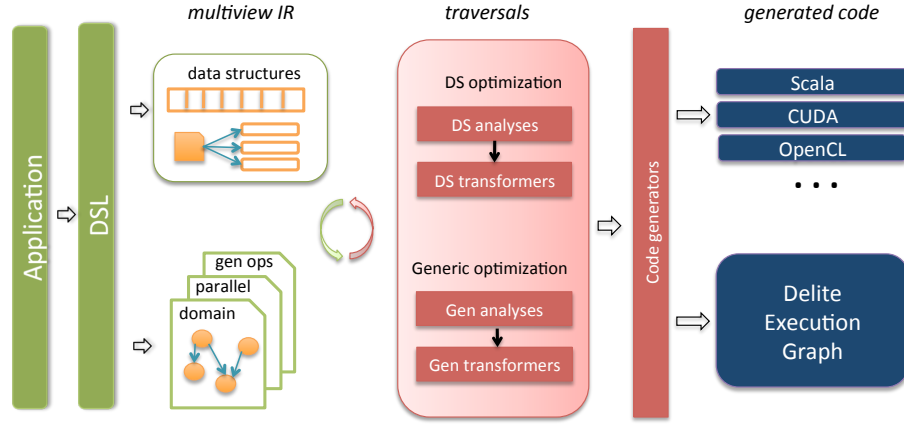 multiview IR
traversals
generated code
Application
DSL
data structures
gen ops
parallel
domain
DS optimization
DS analyses
DS transformers
Generic optimization
Gen analyses
Gen transformers
Code generators
Scala
CUDA
OpenCL
. . .
Delite
Execution
Graph